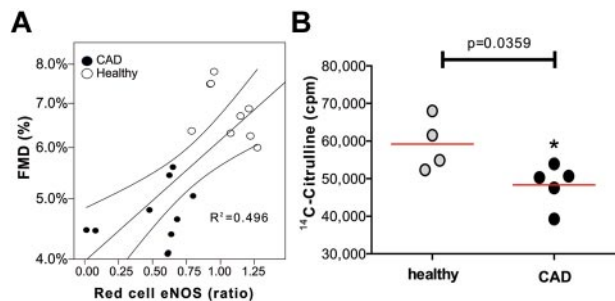 A
CAD
Healthy
8.0%
7.0%
6.0%
5.0%
4.0%
FMD (%)
R²=0.496
0.00 0.25 0.50 0.75 1.00 1.25
Red cell eNOS (ratio)
B
p=0.0359
80,000
70,000
60,000
50,000
40,000
30,000
¹⁴C-Citrulline (cpm)
*
healthy CAD